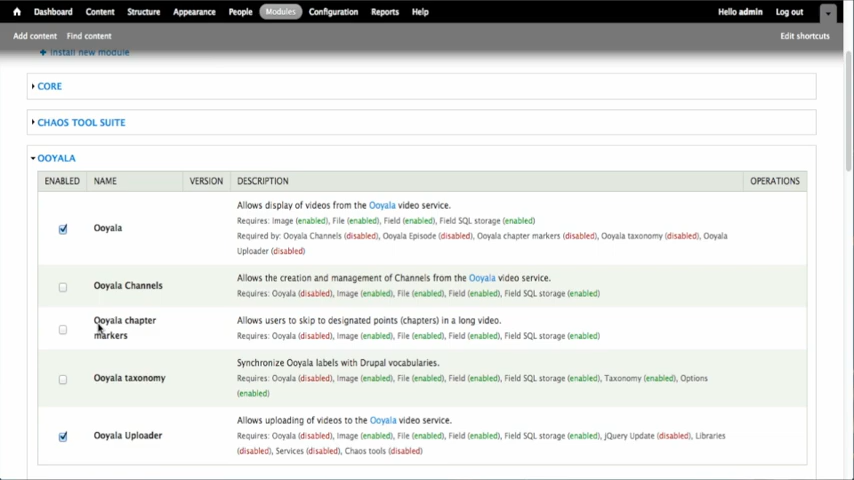 Dashboard Content Structure Appearance People Modules Configuration Reports Help Hello admin Log out
Add content Find content Edit shortcuts
+ Install new module
CORE
CHAOS TOOL SUITE
OOYALA
ENABLED NAME VERSION DESCRIPTION OPERATIONS
Allows display of videos from the Ooyala video service.
Ooyala
Requires: Image (enabled), File (enabled), Field (enabled), Field SQL storage (enabled)
Required by: Ooyala Channels (disabled), Ooyala Episode (disabled), Ooyala chapter markers (disabled), Ooyala taxonomy (disabled), Ooyala
Uploader (disabled)
Allows the creation and management of Channels from the Ooyala video service.
Ooyala Channels
Requires: Ooyala (disabled), Image (enabled), File (enabled), Field (enabled), Field SQL storage (enabled)
Ooyala chapter
markers
Allows users to skip to designated points (chapters) in a long video.
Requires: Ooyala (disabled), Image (enabled), File (enabled), Field (enabled), Field SQL storage (enabled)
Synchronize Ooyala labels with Drupal vocabularies.
Ooyala taxonomy
Requires: Ooyala (disabled), Image (enabled), File (enabled), Field (enabled), Field SQL storage (enabled), Taxonomy (enabled), Options
(enabled)
Allows uploading of videos to the Ooyala video service.
Ooyala Uploader
Requires: Ooyala (disabled), Image (enabled), File (enabled), Field (enabled), Field SQL storage (enabled), jQuery Update (disabled), Libraries
(disabled), Services (disabled), Chaos tools (disabled)